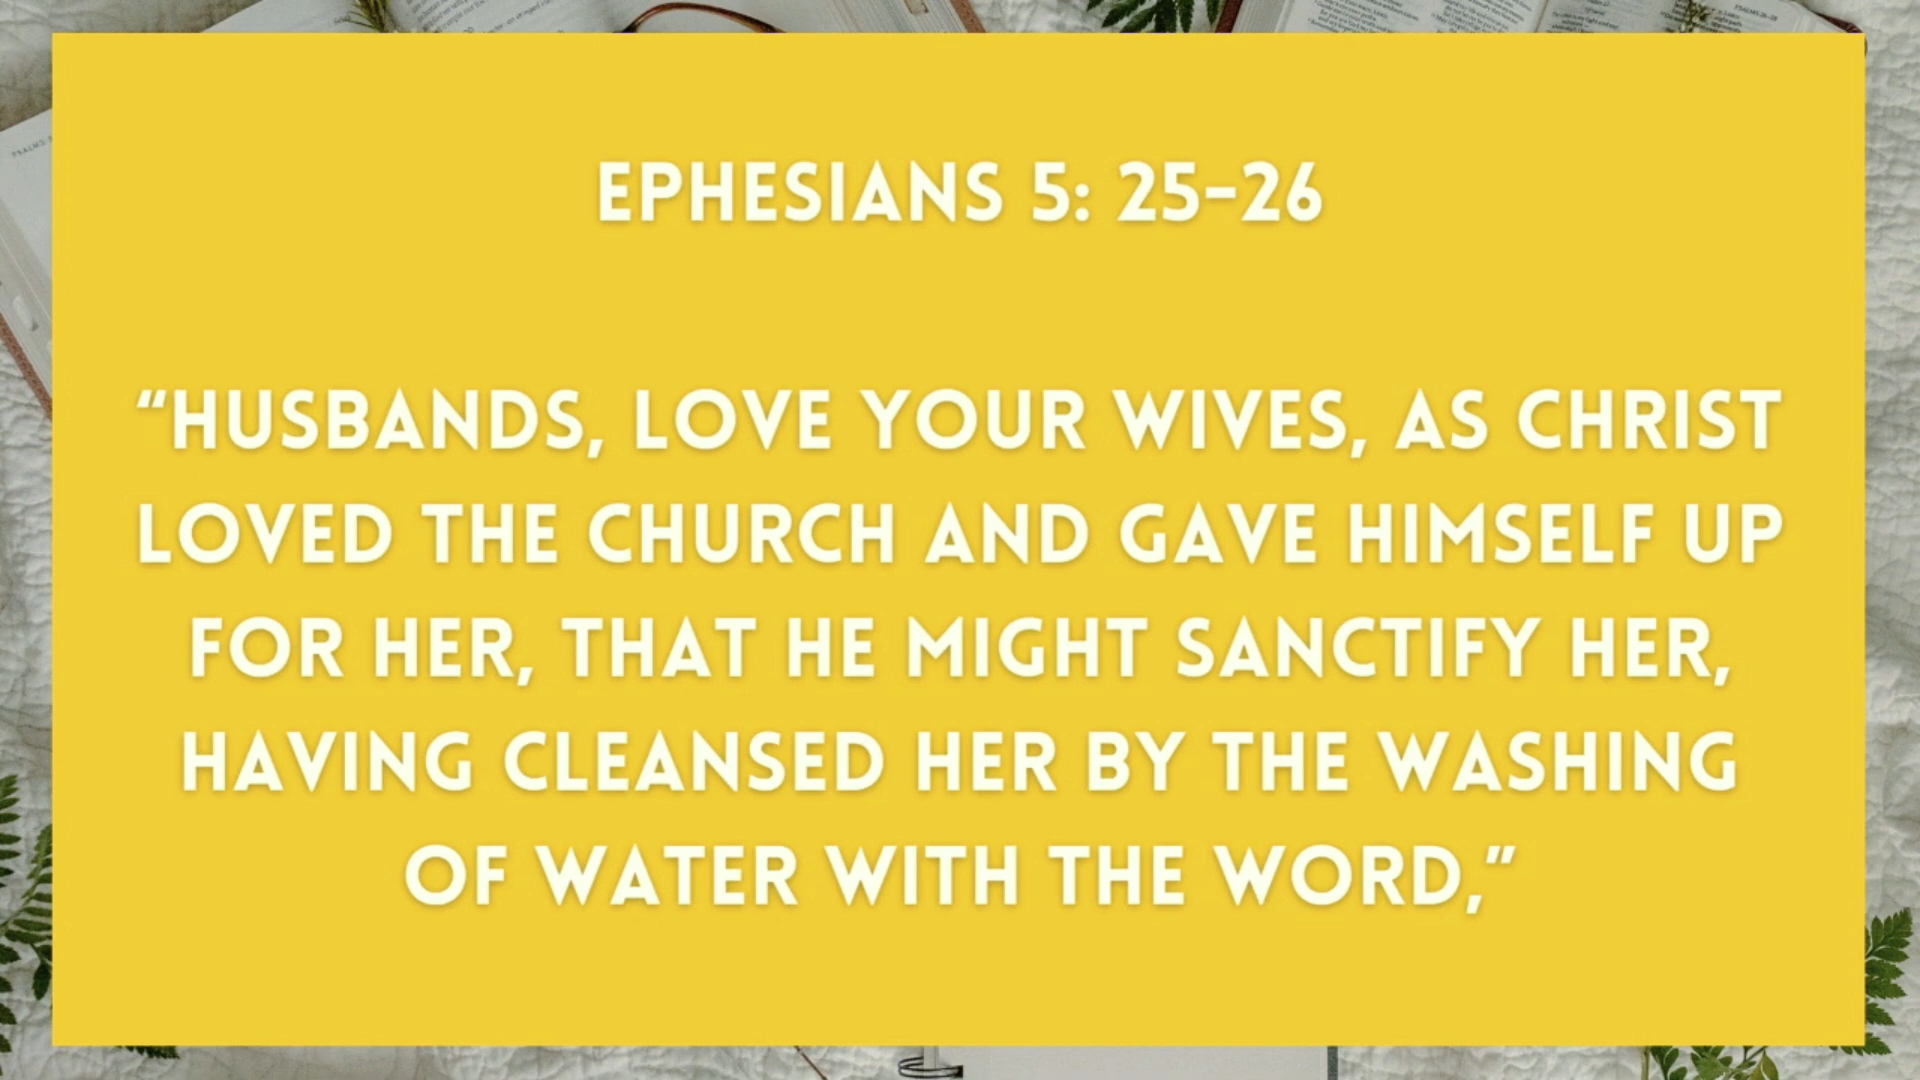 EPHESIANS 5: 25-26
“HUSBANDS, LOVE YOUR WIVES, AS CHRIST
LOVED THE CHURCH AND GAVE HIMSELF UP
FOR HER, THAT HE MIGHT SANCTIFY HER,
HAVING CLEANSED HER BY THE WASHING
OF WATER WITH THE WORD,”